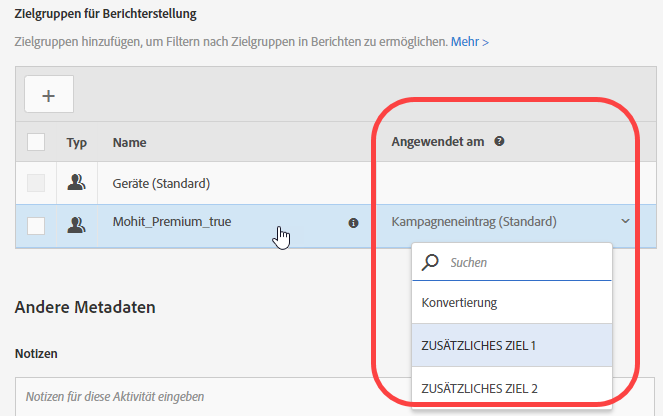 Zielgruppen für Berichterstellung
Zielgruppen hinzufügen, um Filtern nach Zielgruppen in Berichten zu ermöglichen. Mehr >
+
Typ Name Angewendet am ?
Geräte (Standard)
Mohit_Premium_true i Kampagneneintrag (Standard)
Suchen
Konvertierung
ZUSÄTZLICHES ZIEL 1
ZUSÄTZLICHES ZIEL 2
Andere Metadaten
Notizen
Notizen für diese Aktivität eingeben